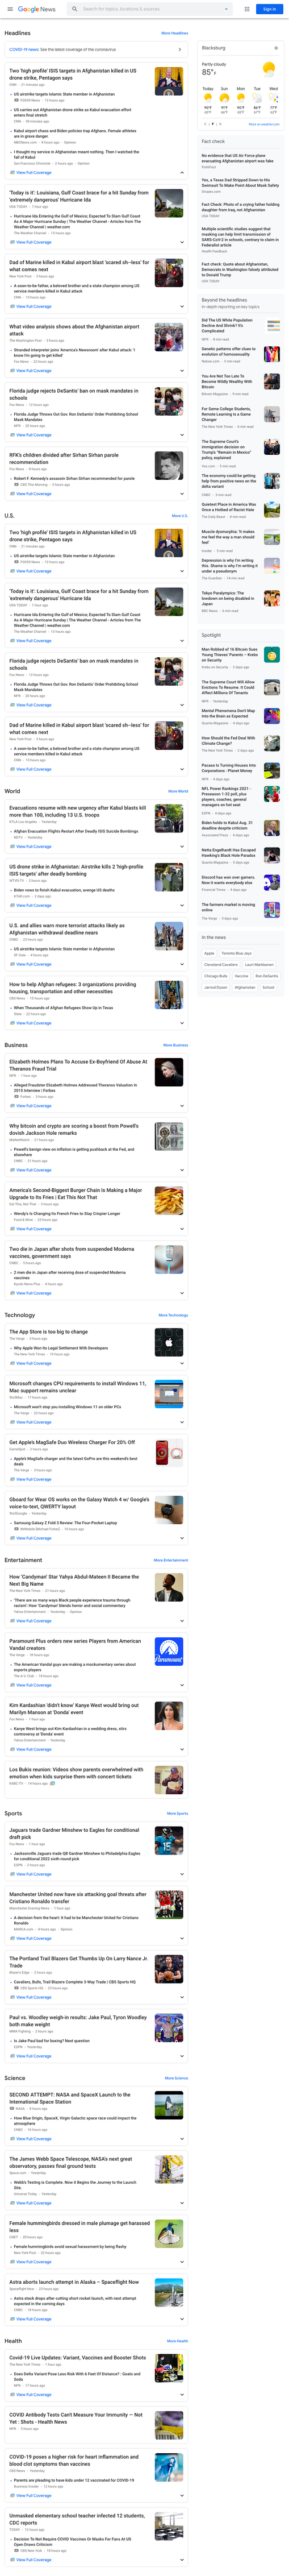 Google News
Search for topics, locations & sources
Sign in
Headlines
More Headlines
COVID-19 news: See the latest coverage of the coronavirus
Two 'high profile' ISIS targets in Afghanistan killed in US
drone strike, Pentagon says
US airstrike targets Islamic State member in Afghanistan
US carries out Afghanistan drone strike as Kabul evaluation effort
enters final stretch
Kabul airport chaos and Biden policies trap Afghans. Female athletes
are in grave danger.
I thought my service in Afghanistan meant nothing. Then I watched the
fall of Kabul
View Full Coverage
'Today is it': Louisiana, Gulf Coast brace for a hit Sunday from
'extremely dangerous' Hurricane Ida
Hurricane Ida Entering the Gulf of Mexico; Expected To Slam Gulf Coast
As A Major Hurricane Sunday | The Weather Channel - Articles from The
Weather Channel | weather.com
View Full Coverage
Dad of Marine killed in Kabul airport blast 'scared sh--less' for
what comes next
A soon-to-be father, a beloved brother and a state champion among US
service members killed in Kabul attack
View Full Coverage
What video analysis shows about the Afghanistan airport
attack
Stranded interpreter joins 'America's Newsroom' after Kabul attack: 'I
know I'm going to get killed'
View Full Coverage
Florida judge rejects DeSantis' ban on mask mandates in
schools
Florida Judge Throws Out Gov. Ron DeSantis' Order Prohibiting School
Mask Mandates
View Full Coverage
RFK's children divided after Sirhan Sirhan parole
recommendation
Robert F. Kennedy's assassin Sirhan Sirhan recommended for parole
View Full Coverage
U.S.
More U.S.
Two 'high profile' ISIS targets in Afghanistan killed in US
drone strike, Pentagon says
US airstrike targets Islamic State member in Afghanistan
View Full Coverage
'Today is it': Louisiana, Gulf Coast brace for a hit Sunday from
'extremely dangerous' Hurricane Ida
Hurricane Ida Entering the Gulf of Mexico; Expected To Slam Gulf Coast
As A Major Hurricane Sunday | The Weather Channel - Articles from The
Weather Channel | weather.com
View Full Coverage
Florida judge rejects DeSantis' ban on mask mandates in
schools
Florida Judge Throws Out Gov. Ron DeSantis' Order Prohibiting School
Mask Mandates
View Full Coverage
Dad of Marine killed in Kabul airport blast 'scared sh--less' for
what comes next
A soon-to-be father, a beloved brother and a state champion among US
service members killed in Kabul attack
View Full Coverage
World
More World
Evacuations resume with new urgency after Kabul blasts kill
more than 100, including 13 U.S. troops
Afghan Evacuation Flights Restart After Deadly ISIS Suicide Bombings
View Full Coverage
US drone strike in Afghanistan: Airstrike kills 2 'high-profile
ISIS targets' after deadly bombing
Biden vows to finish Kabul evacuation, avenge US deaths
View Full Coverage
U.S. and allies warn more terrorist attacks likely as
Afghanistan withdrawal deadline nears
US airstrike targets Islamic State member in Afghanistan
View Full Coverage
How to help Afghan refugees: 3 organizations providing
housing, transportation and other necessities
When Thousands of Afghan Refugees Show Up in Texas
View Full Coverage
Business
More Business
Elizabeth Holmes Plans To Accuse Ex-Boyfriend Of Abuse At
Theranos Fraud Trial
Alleged Fraudster Elizabeth Holmes Addressed Theranos Valuation In
2015 Interview | Forbes
View Full Coverage
Why bitcoin and crypto are scoring a boost from Powell's
dovish Jackson Hole remarks
Powell's benign view on inflation is getting pushback at the Fed, and
elsewhere
View Full Coverage
America's Second-Biggest Burger Chain Is Making a Major
Upgrade to Its Fries | Eat This Not That
Wendy's Is Changing Its French Fries to Stay Crispier Longer
View Full Coverage
Two die in Japan after shots from suspended Moderna
vaccines, government says
2 men die in Japan after receiving dose of suspended Moderna
vaccines
View Full Coverage
Technology
More Technology
The App Store is too big to change
Why Apple Won Its Legal Settlement With Developers
View Full Coverage
Microsoft changes CPU requirements to install Windows 11,
Mac support remains unclear
Microsoft won't stop you installing Windows 11 on older PCs
View Full Coverage
Get Apple's MagSafe Duo Wireless Charger For 20% Off
Apple's MagSafe charger and the latest GoPro are this weekend's best
deals
View Full Coverage
Gboard for Wear OS works on the Galaxy Watch 4 w/ Google's
voice-to-text, QWERTY layout
Samsung Galaxy Z Fold 3 Review: The Four-Pocket Laptop
View Full Coverage
Entertainment
More Entertainment
How 'Candyman' Star Yahya Abdul-Mateen II Became the
Next Big Name
'There are so many ways Black people experience trauma through
racism': How 'Candyman' blends horror and social commentary
View Full Coverage
Paramount Plus orders new series Players from American
Vandal creators
The American Vandal guys are making a mockumentary series about
esports players
View Full Coverage
Kim Kardashian 'didn't know' Kanye West would bring out
Marilyn Manson at 'Donda' event
Kanye West brings out Kim Kardashian in a wedding dress, stirs
controversy at 'Donda' event
View Full Coverage
Los Bukis reunion: Videos show parents overwhelmed with
emotion when kids surprise them with concert tickets
Sports
More Sports
Jaguars trade Gardner Minshew to Eagles for conditional
draft pick
Jacksonville Jaguars trade QB Gardner Minshew to Philadelphia Eagles
for conditional 2022 sixth-round pick
View Full Coverage
Manchester United now have six attacking goal threats after
Cristiano Ronaldo transfer
A decision from the heart: It had to be Manchester United for Cristiano
Ronaldo
View Full Coverage
The Portland Trail Blazers Get Thumbs Up On Larry Nance Jr.
Trade
Cavaliers, Bulls, Trail Blazers Complete 3-Way Trade | CBS Sports HQ
View Full Coverage
Paul vs. Woodley weigh-in results: Jake Paul, Tyron Woodley
both make weight
Is Jake Paul bad for boxing? Next question
View Full Coverage
Science
More Science
SECOND ATTEMPT: NASA and SpaceX Launch to the
International Space Station
How Blue Origin, SpaceX, Virgin Galactic space race could impact the
atmosphere
View Full Coverage
The James Webb Space Telescope, NASA's next great
observatory, passes final ground tests
Webb's Testing is Complete. Now it Begins the Journey to the Launch
Site.
View Full Coverage
Female hummingbirds dressed in male plumage get harassed
less
Female hummingbirds avoid sexual harassment by being flashy
View Full Coverage
Astra aborts launch attempt in Alaska – Spaceflight Now
Astra stock drops after cutting short rocket launch, with next attempt
expected in the coming days
View Full Coverage
Health
More Health
Covid-19 Live Updates: Variant, Vaccines and Booster Shots
Does Delta Variant Pose Less Risk With 6 Feet Of Distance? : Goats and
Soda
View Full Coverage
COVID Antibody Tests Can't Measure Your Immunity — Not
Yet : Shots - Health News
COVID-19 poses a higher risk for heart inflammation and
blood clot symptoms than vaccines
Parents are pleading to have kids under 12 vaccinated for COVID-19
View Full Coverage
Unmasked elementary school teacher infected 12 students,
CDC reports
Decision To Not Require COVID Vaccines Or Masks For Fans At US
Open Draws Criticism
View Full Coverage
Blacksburg
Partly cloudy
85°F
Today Sun Mon Tue Wed
More on weather.com
Fact check
No evidence that US Air Force plane
evacuating Afghanistan airport was fake
Yes, a Texas Dad Stripped Down to His
Swimsuit To Make Point About Mask Safety
Fact Check: Photo of a crying father holding
daughter from Iraq, not Afghanistan
Multiple scientific studies suggest that
masking can help limit transmission of
SARS-CoV-2 in schools, contrary to claim in
Federalist article
Fact check: Quote about Afghanistan,
Democrats in Washington falsely attributed
to Donald Trump
Beyond the headlines
In-depth reporting on key topics
Did The US White Population
Decline And Shrink? It's
Complicated
Genetic patterns offer clues to
evolution of homosexuality
You Are Not Too Late To
Become Wildly Wealthy With
Bitcoin
For Some College Students,
Remote Learning Is a Game
Changer
The Supreme Court's
immigration decision on
Trump's "Remain in Mexico"
policy, explained
The economy could be getting
help from positive news on the
delta variant
Quietest Place in America Was
Once a Hotbed of Racist Hate
Muscle dysmorphia: 'It makes
me feel the way a man should
feel'
Depression is why I'm writing
this. Shame is why I'm writing it
under a pseudonym
Tokyo Paralympics: The
boredom on being disabled in
Japan
Spotlight
Man Robbed of 16 Bitcoin Sues
Young Thieves' Parents – Krebs
on Security
The Supreme Court Will Allow
Evictions To Resume. It Could
Affect Millions Of Tenants
Mental Phenomena Don't Map
Into the Brain as Expected
How Should the Fed Deal With
Climate Change?
Pacaso Is Turning Houses Into
Corporations : Planet Money
NFL Power Rankings 2021 -
Preseason 1-32 poll, plus
players, coaches, general
managers on hot seat
Biden holds to Kabul Aug. 31
deadline despite criticism
Netta Engelhardt Has Escaped
Hawking's Black Hole Paradox
Discord has won over gamers.
Now it wants everybody else
The farmers market is moving
online
In the news
Apple
Toronto Blue Jays
Cleveland Cavaliers
Lauri Markkanen
Chicago Bulls
Vaccine
Ron DeSantis
Jarrod Dyson
Afghanistan
School